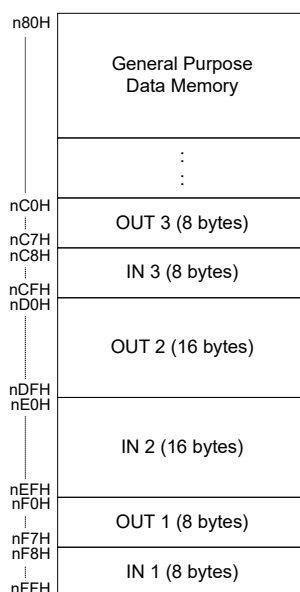 n80H
General Purpose
Data Memory
:
:
nC0H
OUT 3 (8 bytes)
nC7H
nC8H
IN 3 (8 bytes)
nCFH
nD0H
OUT 2 (16 bytes)
nDFH
nE0H
IN 2 (16 bytes)
nEFH
nF0H
OUT 1 (8 bytes)
nF7H
nF8H
IN 1 (8 bytes)
nFFH